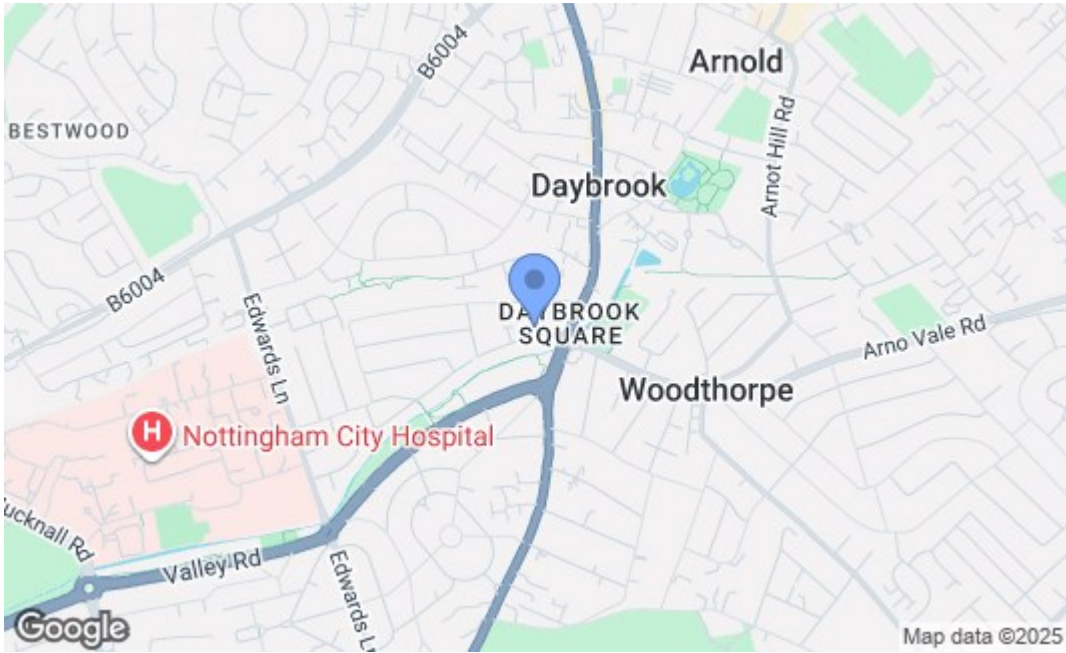 B6004
Arnold
BESTWOOD
Arnot Hill Rd
Daybrook
B6004
Edwards Ln
DAYBROOK
SQUARE
Arno Vale Rd
Woodthorpe
H
Nottingham City Hospital
ucknall Rd
Valley Rd
Edwards Ln
Google
Map data ©2025